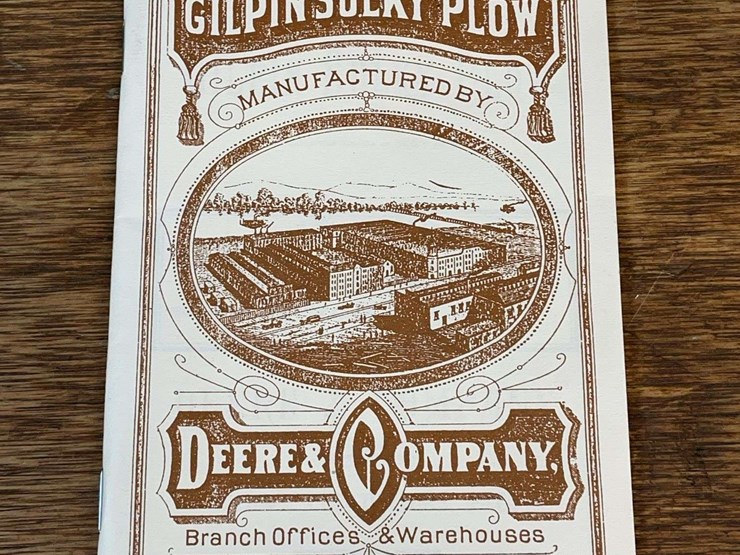 GILPIN SULKY PLOW
MANUFACTURED BY
DEERE & COMPANY,
Branch Offices & Warehouses